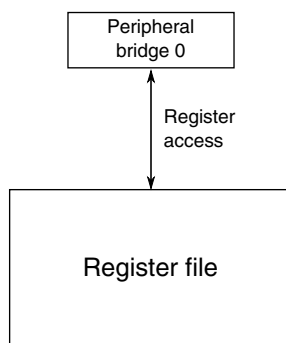 Peripheral
bridge 0
Register
access
Register file